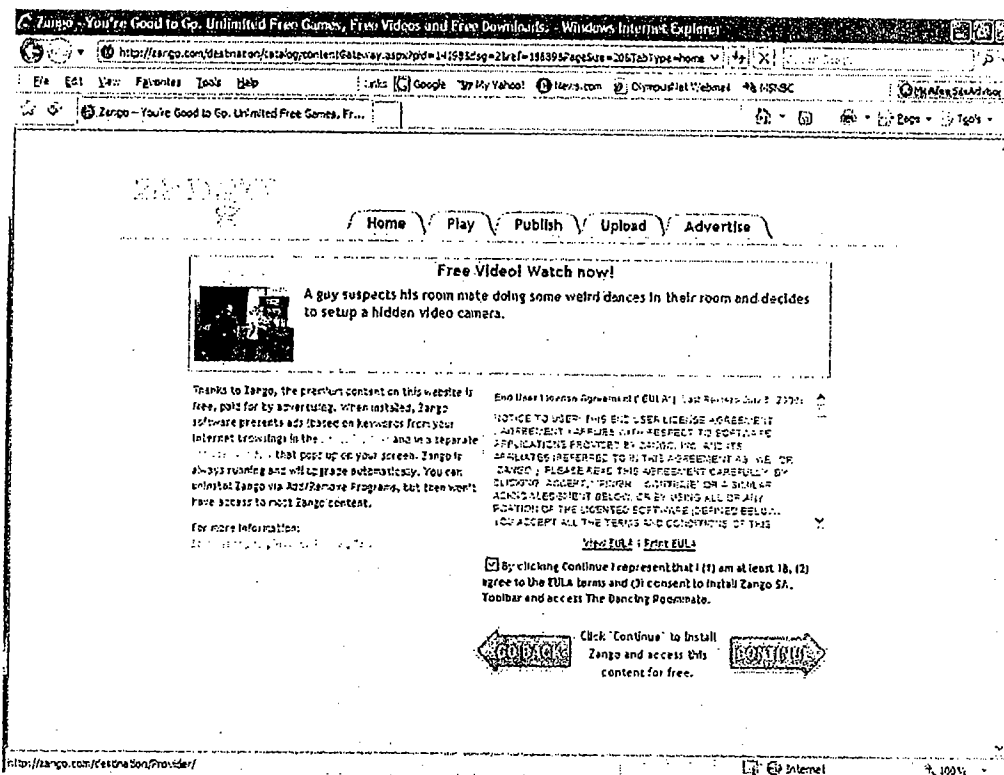 Zango - You're Good to Go. Unlimited Free Games, Free Videos and Free Downloads. - Windows Internet Explorer
File Edit View Favorites Tools Help
Links Google My Yahoo! News.com Webmail MSNBC
Zango - You're Good to Go. Unlimited Free Games, Fr...
Page Tools
ZANGO
Home Play Publish Upload Advertise
Free Video! Watch now!
A guy suspects his room mate doing some weird dances in their room and decides
to setup a hidden video camera.
Thanks to Zango, the premium content on this website is
free, paid for by advertising. When installed, Zango
software presents ads (based on keywords from your
Internet browsing) in the and in a separate
that pops up on your screen. Zango is
always running and will upgrade automatically. You can
uninstall Zango via Add/Remove Programs, but then won't
have access to most Zango content.
For more information:
End User License Agreement ("EULA"), Last Revised
NOTICE TO USER: THIS END USER LICENSE AGREEMENT
AGREEMENT APPLIES WITH RESPECT TO SOFTWARE
APPLICATIONS PROVIDED BY ZANGO, INC. AND ITS
AFFILIATES (REFERRED TO IN THIS AGREEMENT AS OR
ZANGO PLEASE READ THIS AGREEMENT CAREFULLY. BY
CLICKING ACCEPT, OR A SIMILAR
ACKNOWLEDGMENT BELOW, OR BY USING ALL OR ANY
PORTION OF THE LICENSED SOFTWARE (DEFINED BELOW)
YOU ACCEPT ALL THE TERMS AND CONDITIONS OF THIS
View EULA | Print EULA
By clicking Continue I represent that I (1) am at least 18, (2)
agree to the EULA terms and (3) consent to install Zango SA,
Toolbar and access The Dancing Roommate.
GO BACK
Click "Continue" to install
Zango and access this
content for free.
CONTINUE
http://zango.com/destination/Provider/
Internet
100%